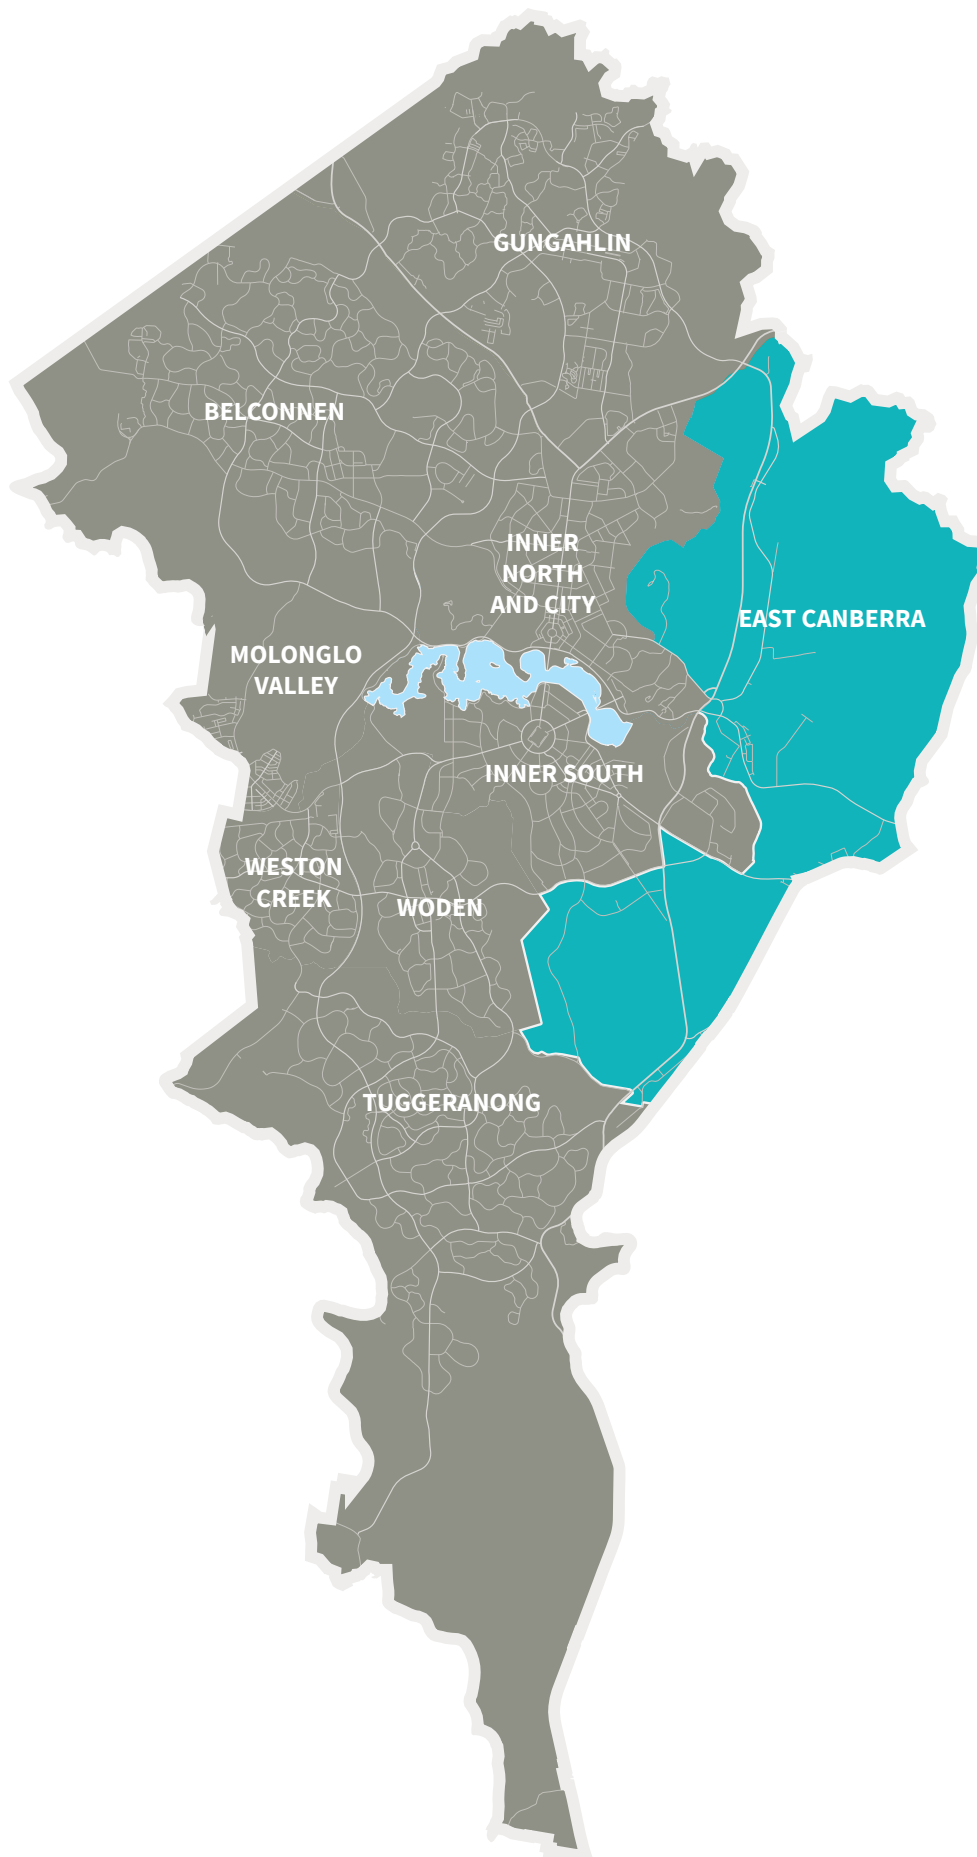 GUNGAHLIN
BELCONNEN
INNER
NORTH
AND CITY
EAST CANBERRA
MOLONGLO
VALLEY
INNER SOUTH
WESTON
CREEK
WODEN
TUGGERANONG